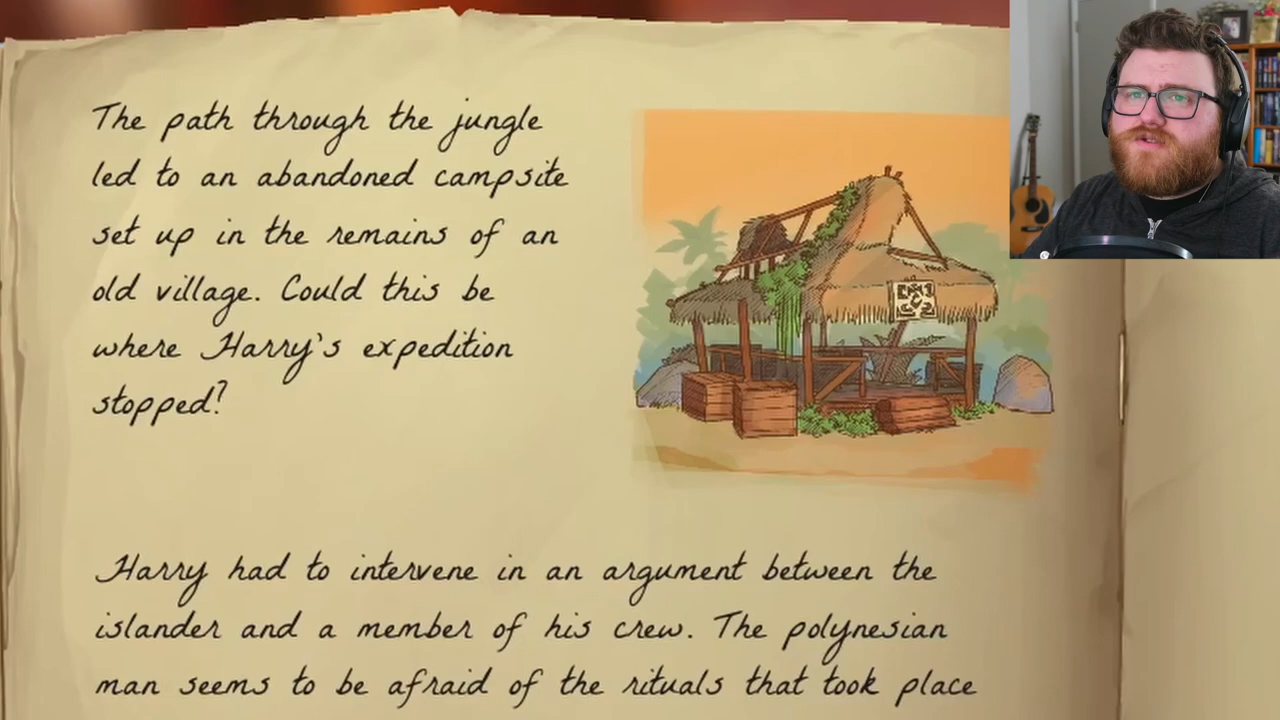 The path through the jungle
led to an abandoned campsite
set up in the remains of an
old village. Could this be
where Harry's expedition
stopped?
Harry had to intervene in an argument between the
islander and a member of his crew. The polynesian
man seems to be afraid of the rituals that took place